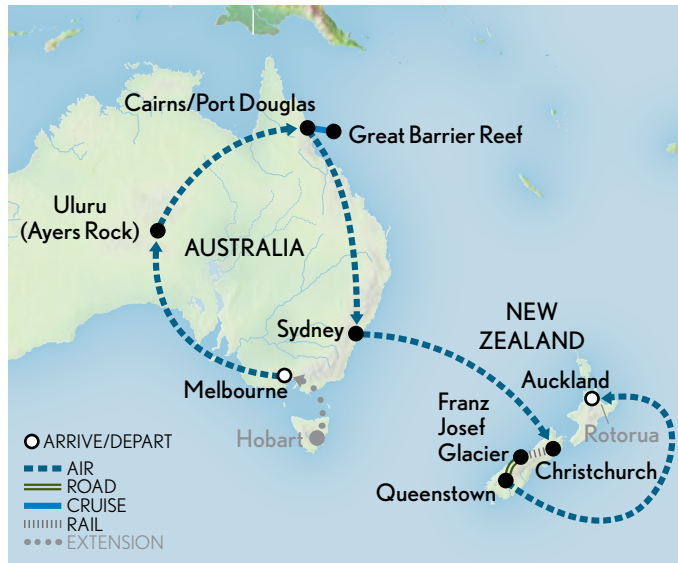 Cairns/Port Douglas
Great Barrier Reef
Uluru
(Ayers Rock)
AUSTRALIA
Sydney
Melbourne
Hobart
NEW
ZEALAND
Auckland
Rotorua
Franz
Josef
Glacier
Christchurch
Queenstown
ARRIVE/DEPART
AIR
ROAD
CRUISE
RAIL
EXTENSION